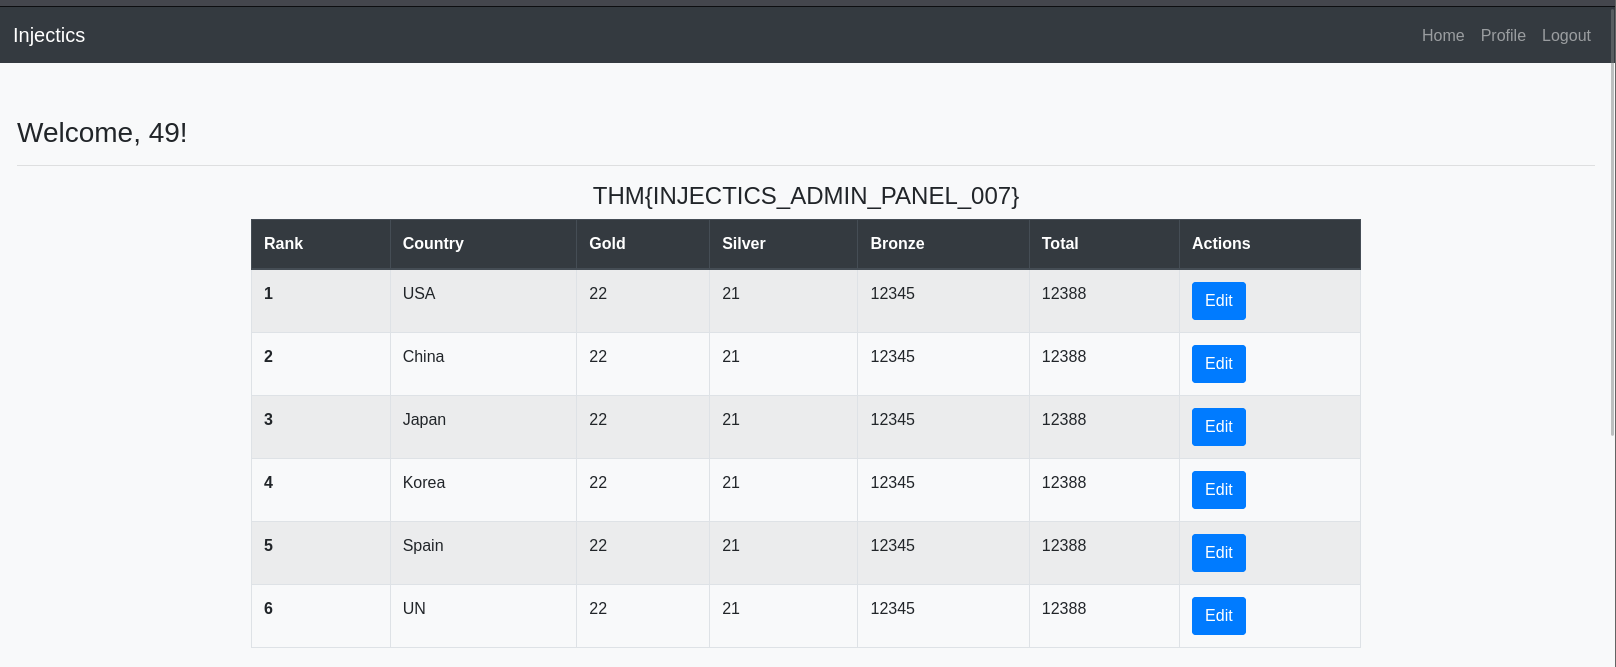 Injectics Home Profile Logout
Welcome, 49!
THM{INJECTICS_ADMIN_PANEL_007}
Rank Country Gold Silver Bronze Total Actions
1 USA 22 21 12345 12388 Edit
2 China 22 21 12345 12388 Edit
3 Japan 22 21 12345 12388 Edit
4 Korea 22 21 12345 12388 Edit
5 Spain 22 21 12345 12388 Edit
6 UN 22 21 12345 12388 Edit